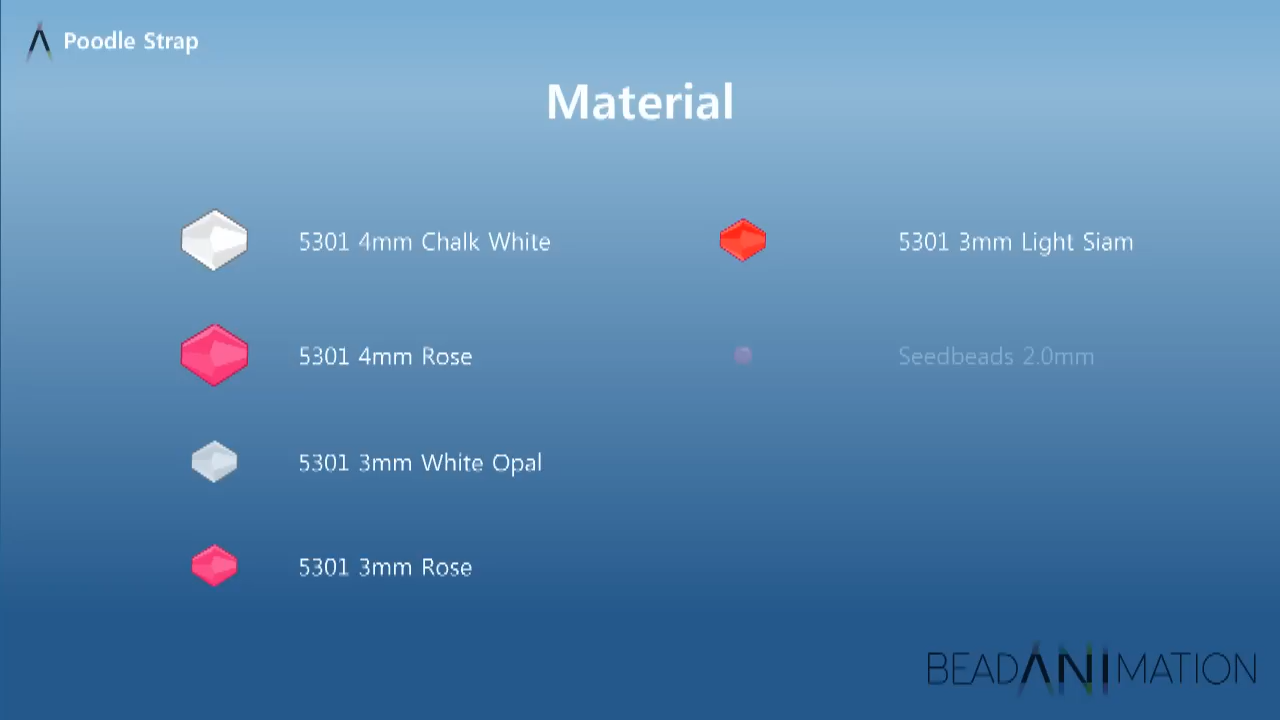 Poodle Strap
Material
5301 4mm Chalk White
5301 4mm Rose
5301 3mm White Opal
5301 3mm Rose
5301 3mm Light Siam
Seedbeads 2.0mm
BEADANIMATION